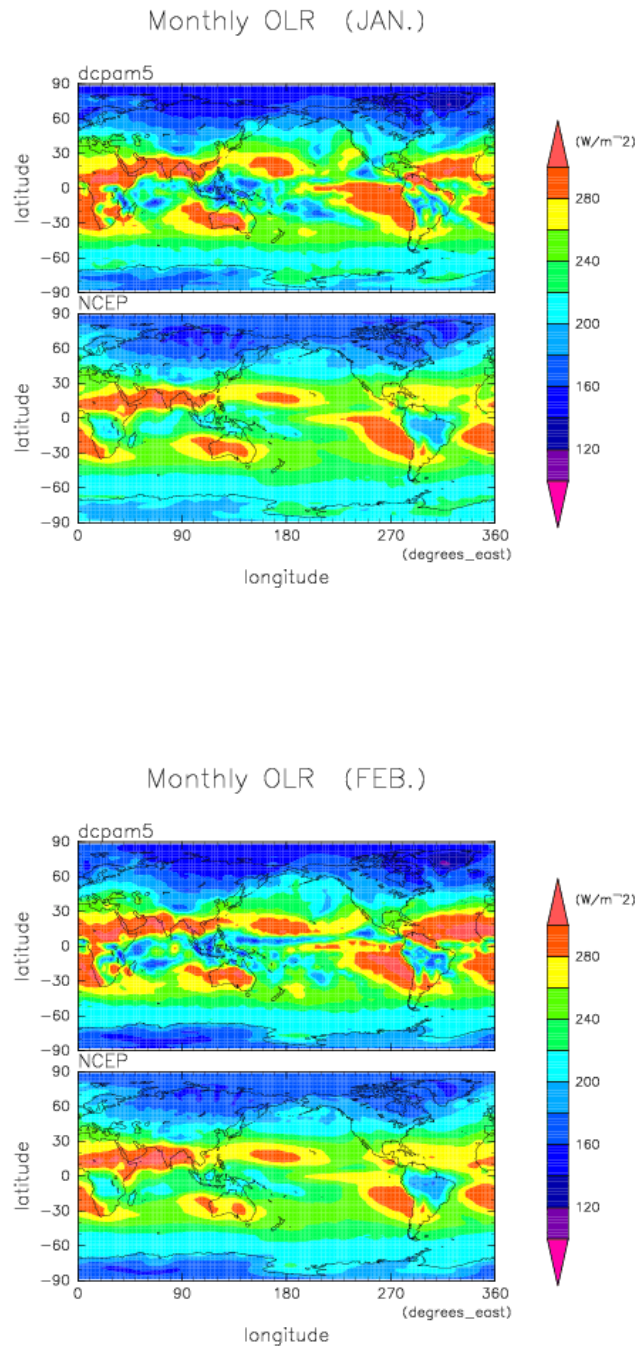 Monthly OLR (JAN.)
dcpam5
90
60
30
0
−30
−60
−90
latitude
NCEP
90
60
30
0
−30
−60
−90
latitude
0 90 180 270 360
(degrees_east)
longitude
(W/m^2)
280
240
200
160
120
Monthly OLR (FEB.)
dcpam5
90
60
30
0
−30
−60
−90
latitude
NCEP
90
60
30
0
−30
−60
−90
latitude
0 90 180 270 360
(degrees_east)
longitude
(W/m^2)
280
240
200
160
120